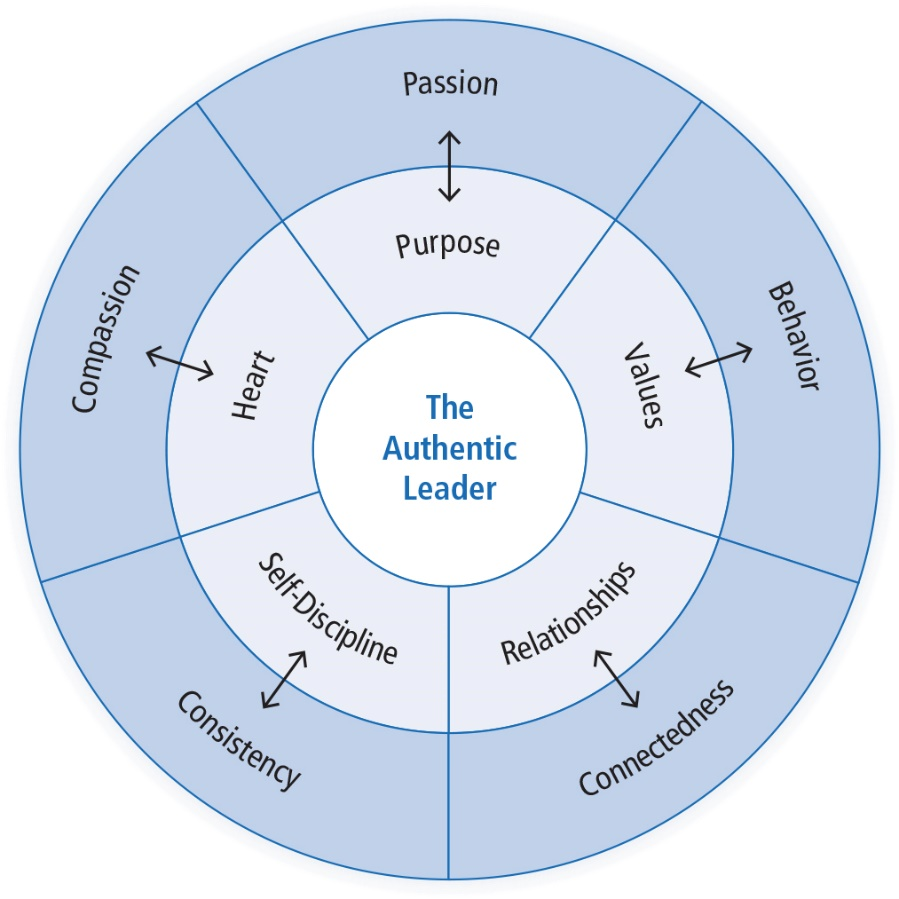 Passion
Purpose
Behavior
Values
Compassion
Heart
The
Authentic
Leader
Self-Discipline
Relationships
Consistency
Connectedness